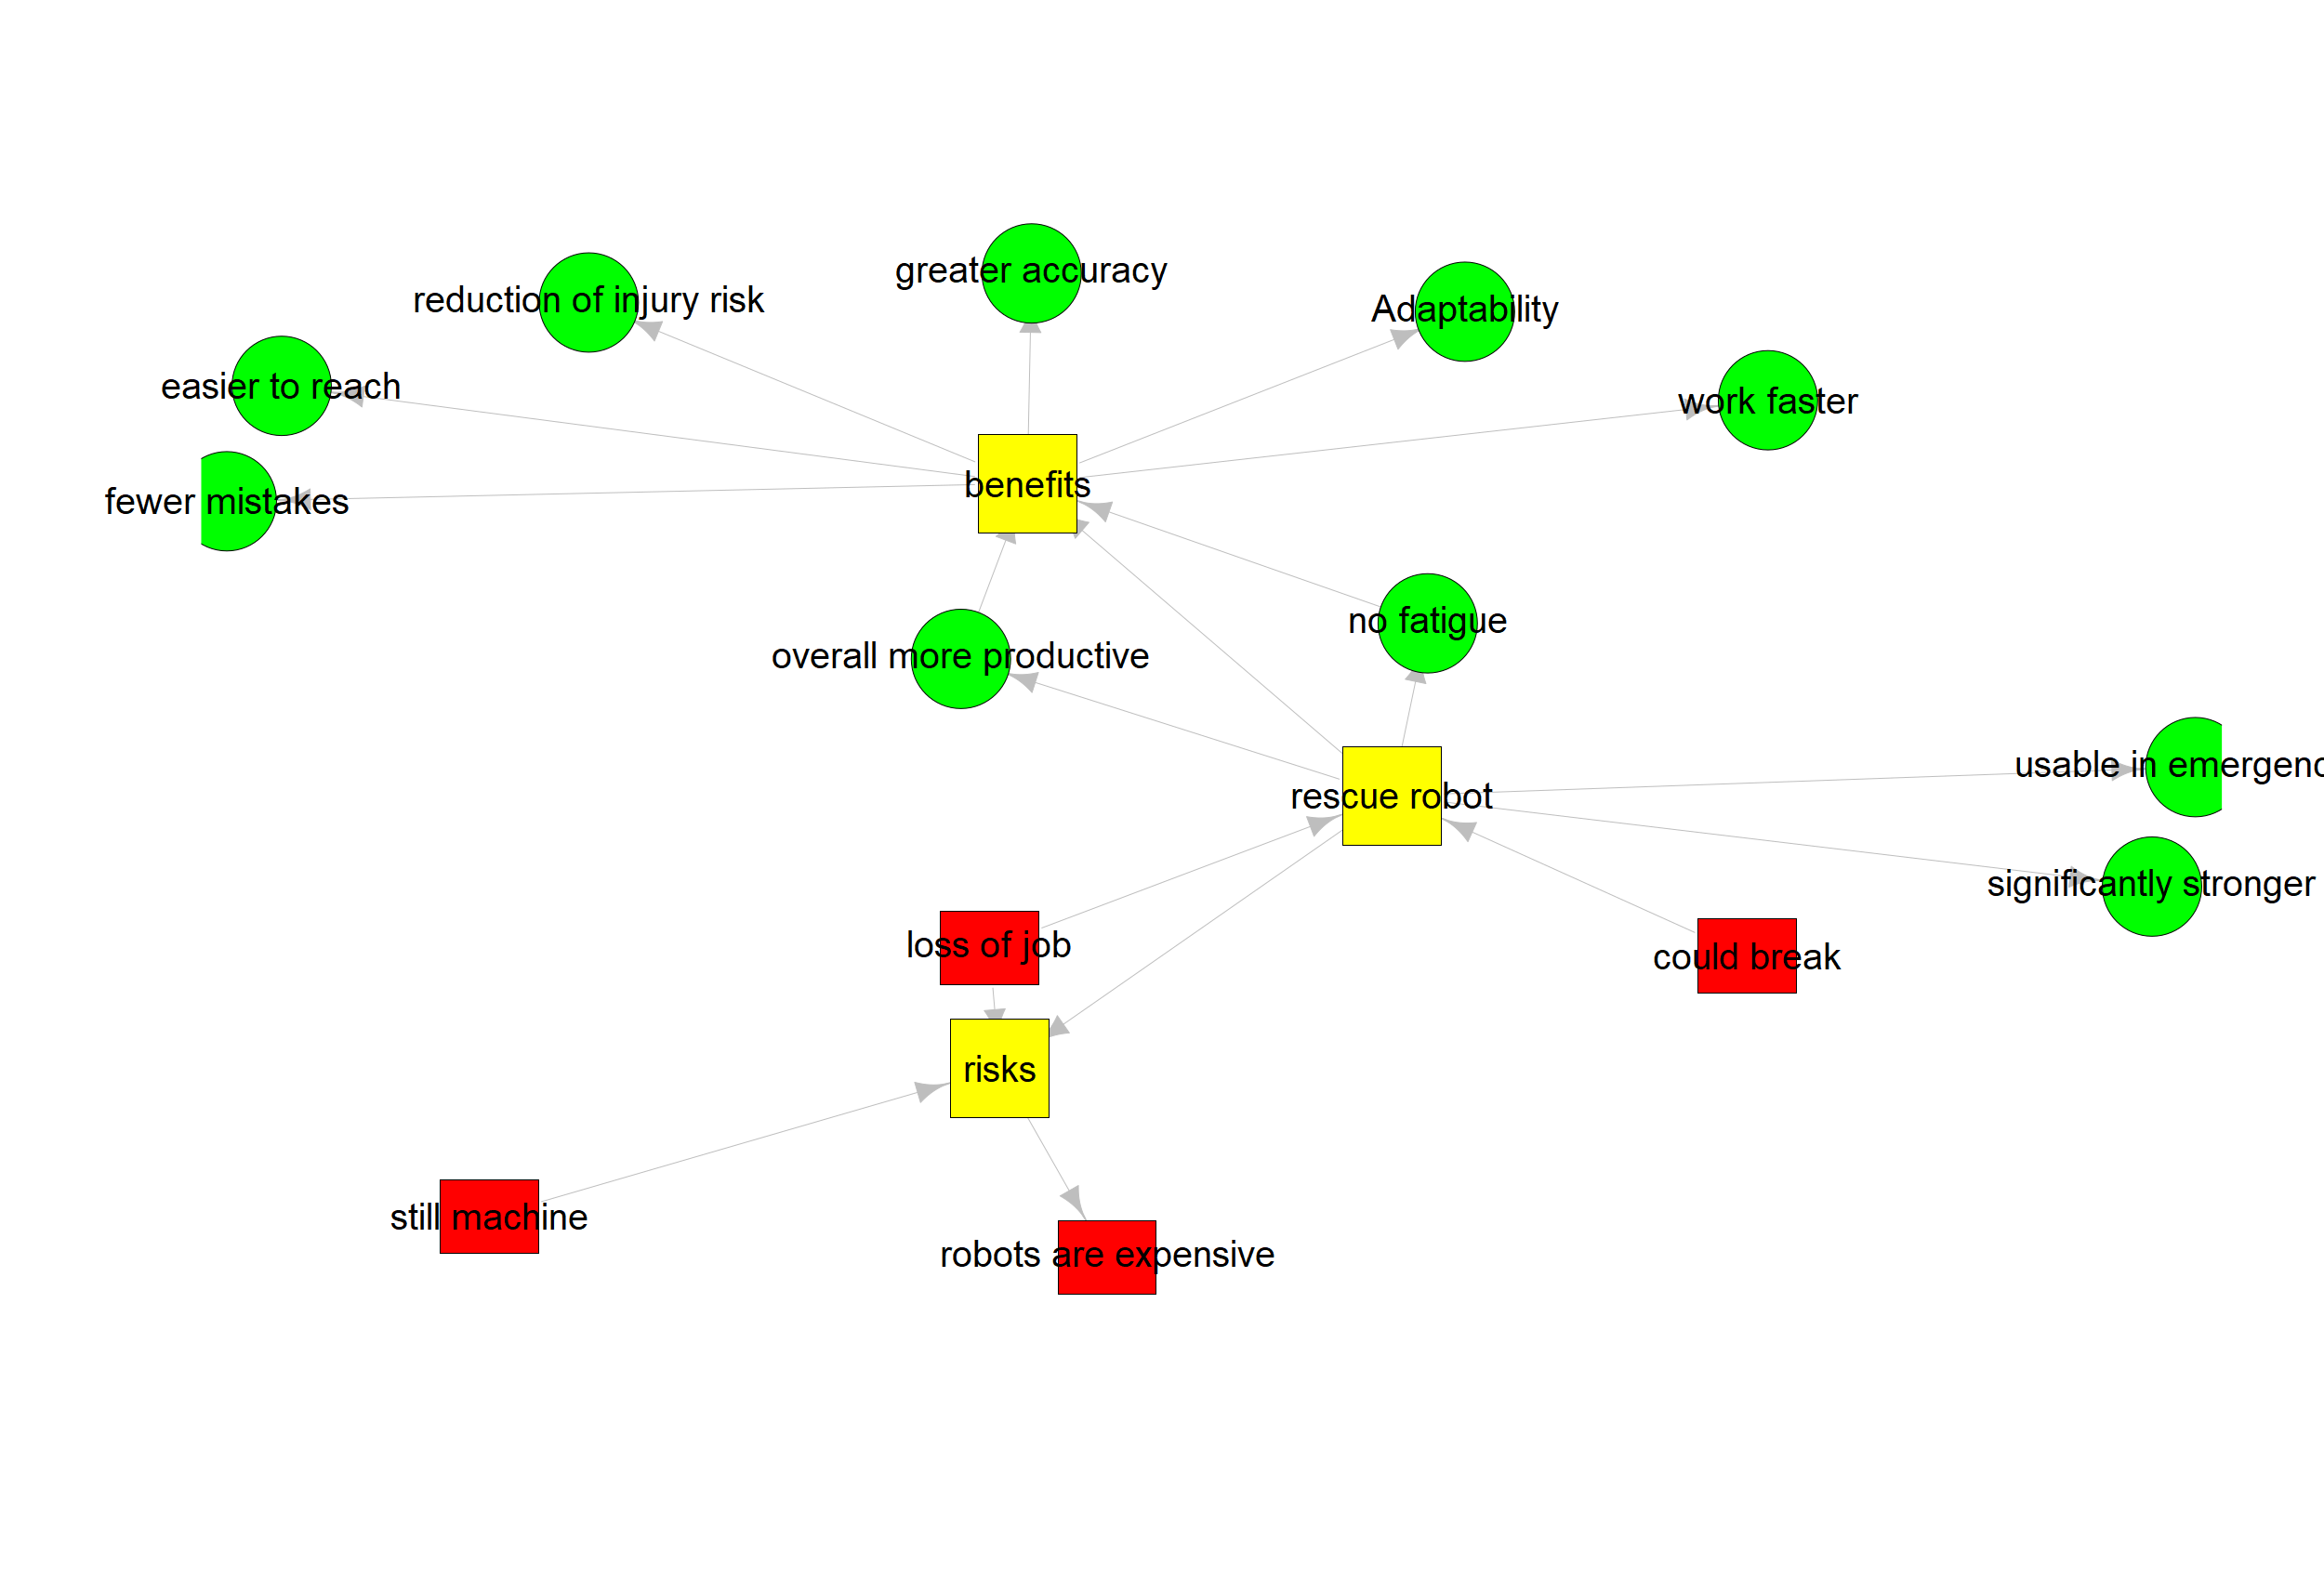 greater accuracy
reduction of injury risk
Adaptability
easier to reach
work faster
benefits
fewer mistakes
no fatigue
overall more productive
usable in emergenc
rescue robot
significantly stronger
loss of job
could break
risks
still machine
robots are expensive